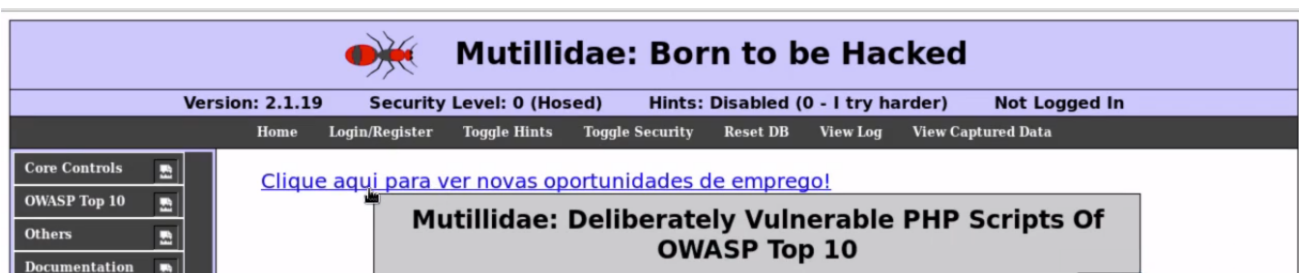 Mutillidae: Born to be Hacked
Version: 2.1.19 Security Level: 0 (Hosed) Hints: Disabled (0 - I try harder) Not Logged In
Home Login/Register Toggle Hints Toggle Security Reset DB View Log View Captured Data
Core Controls
OWASP Top 10
Others
Documentation
Clique aqui para ver novas oportunidades de emprego!
Mutillidae: Deliberately Vulnerable PHP Scripts Of
OWASP Top 10